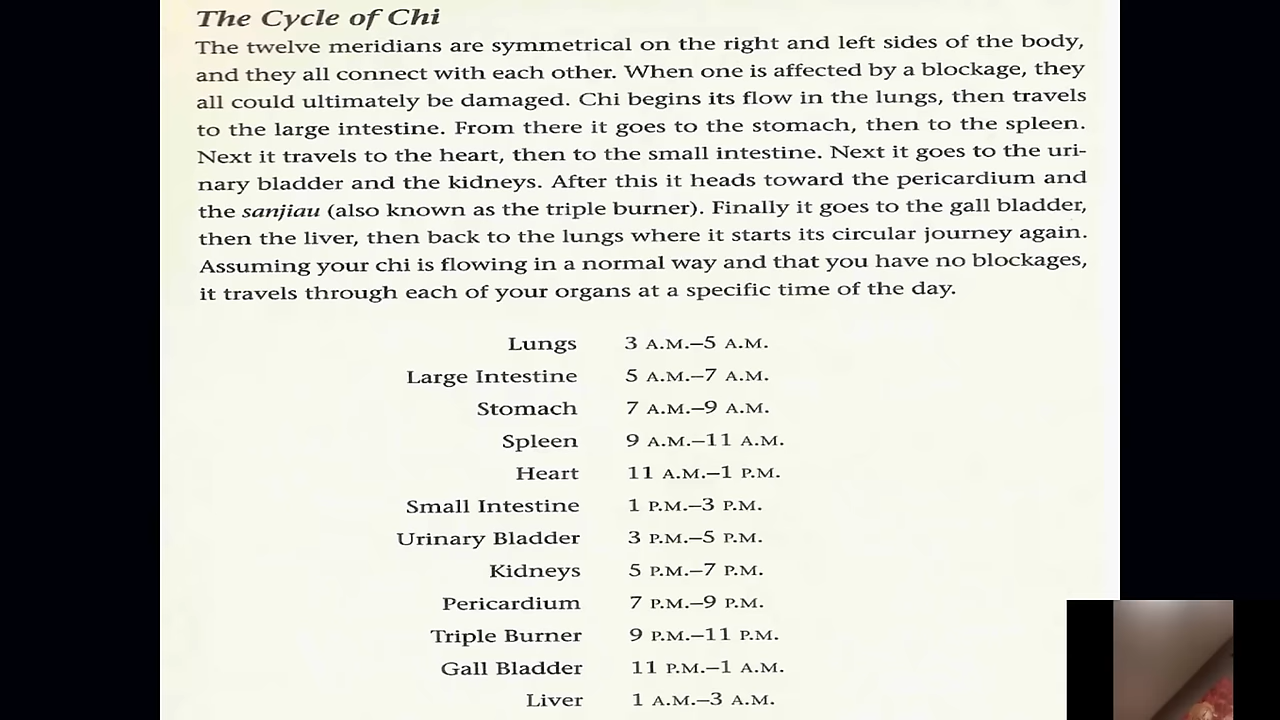 The Cycle of Chi
The twelve meridians are symmetrical on the right and left sides of the body,
and they all connect with each other. When one is affected by a blockage, they
all could ultimately be damaged. Chi begins its flow in the lungs, then travels
to the large intestine. From there it goes to the stomach, then to the spleen.
Next it travels to the heart, then to the small intestine. Next it goes to the uri-
nary bladder and the kidneys. After this it heads toward the pericardium and
the sanjiau (also known as the triple burner). Finally it goes to the gall bladder,
then the liver, then back to the lungs where it starts its circular journey again.
Assuming your chi is flowing in a normal way and that you have no blockages,
it travels through each of your organs at a specific time of the day.
Lungs 3 A.M.–5 A.M.
Large Intestine 5 A.M.–7 A.M.
Stomach 7 A.M.–9 A.M.
Spleen 9 A.M.–11 A.M.
Heart 11 A.M.–1 P.M.
Small Intestine 1 P.M.–3 P.M.
Urinary Bladder 3 P.M.–5 P.M.
Kidneys 5 P.M.–7 P.M.
Pericardium 7 P.M.–9 P.M.
Triple Burner 9 P.M.–11 P.M.
Gall Bladder 11 P.M.–1 A.M.
Liver 1 A.M.–3 A.M.